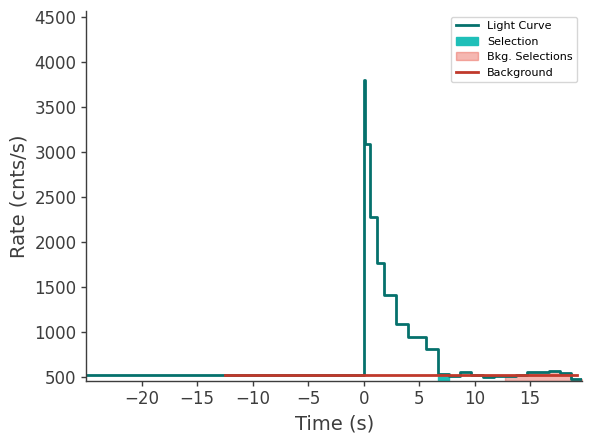 4500
4000
3500
3000
2500
2000
1500
1000
500
Rate (cnts/s)
Light Curve
Selection
Bkg. Selections
Background
−20 −15 −10 −5 0 5 10 15
Time (s)